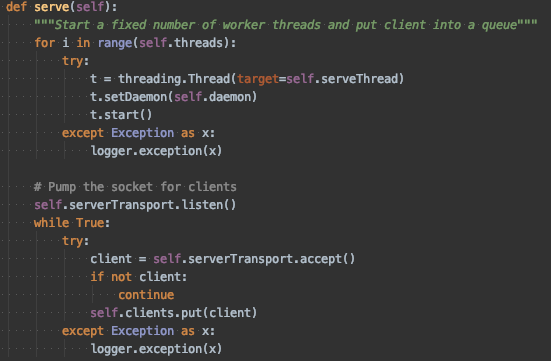 def serve(self):
    """Start a fixed number of worker threads and put client into a queue"""
    for i in range(self.threads):
        try:
            t = threading.Thread(target=self.serveThread)
            t.setDaemon(self.daemon)
            t.start()
        except Exception as x:
            logger.exception(x)

    # Pump the socket for clients
    self.serverTransport.listen()
    while True:
        try:
            client = self.serverTransport.accept()
            if not client:
                continue
            self.clients.put(client)
        except Exception as x:
            logger.exception(x)